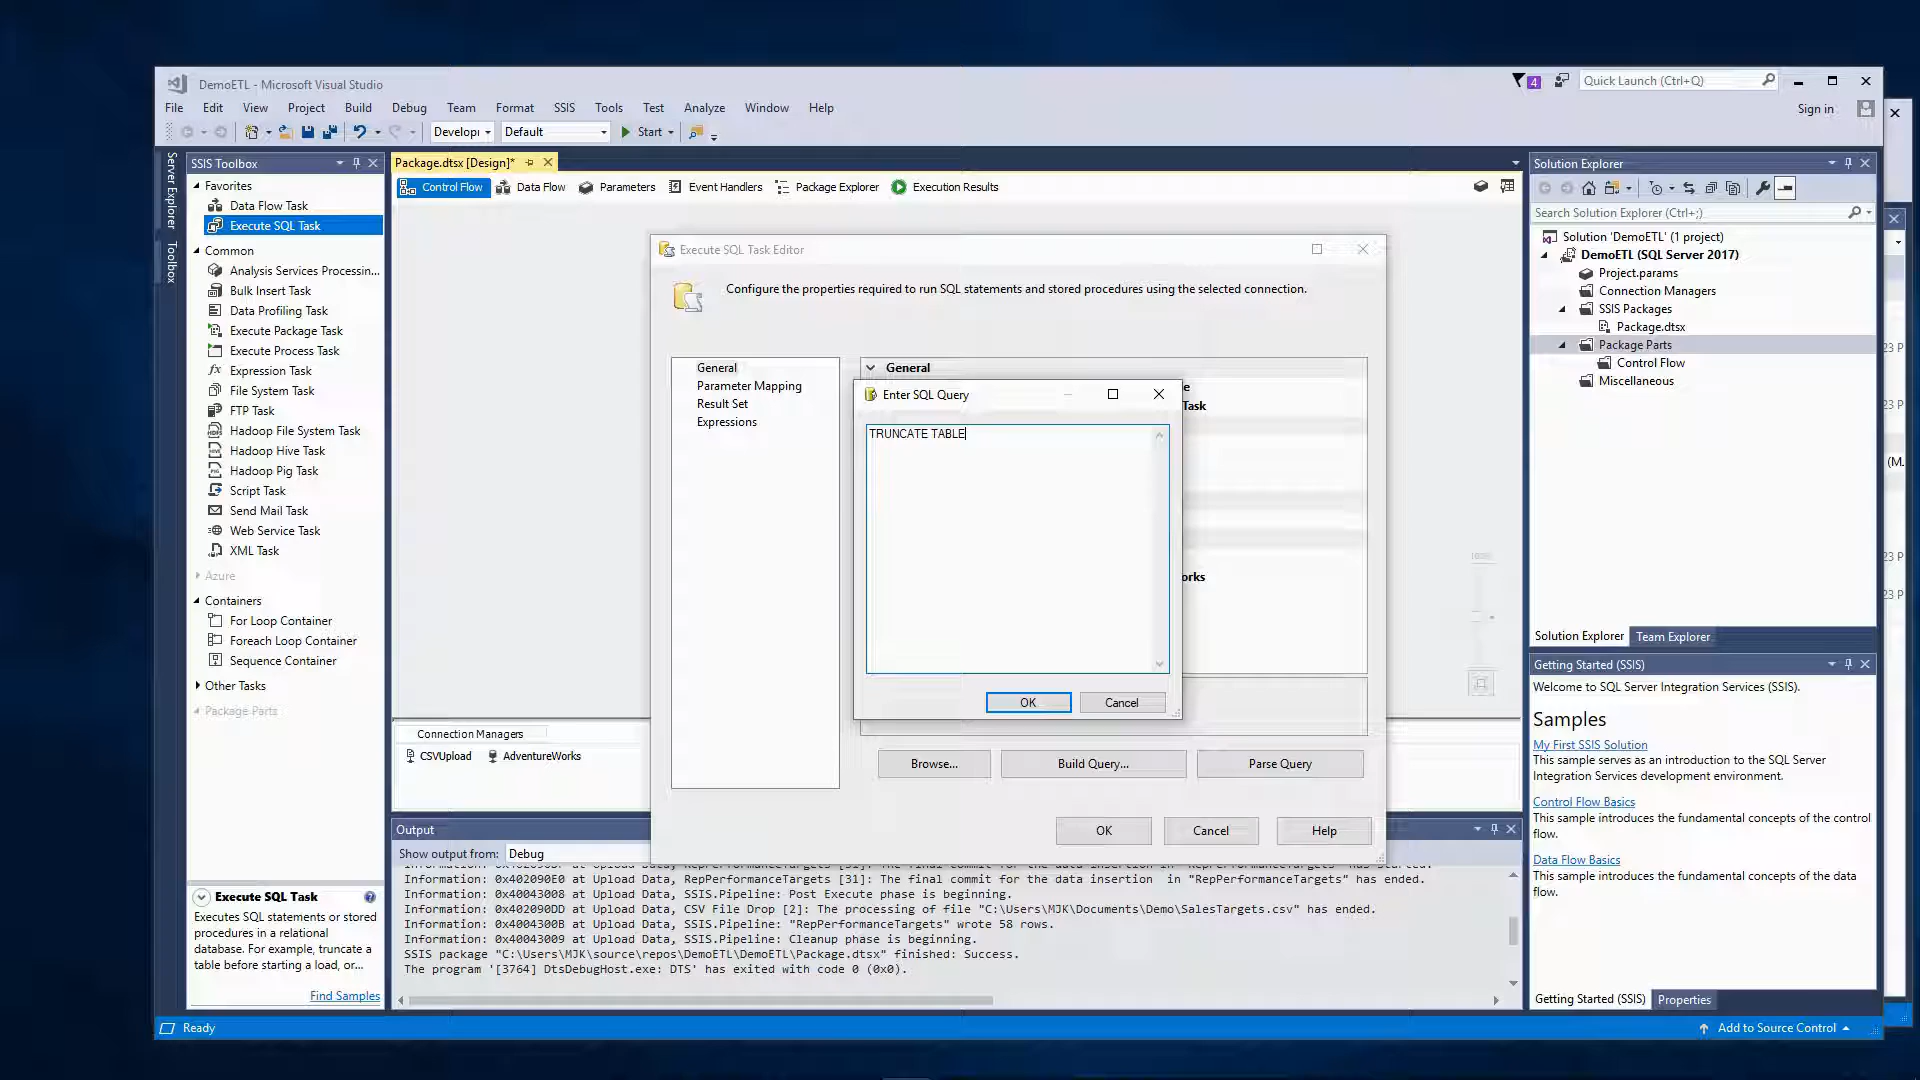 DemoETL - Microsoft Visual Studio
4
Quick Launch (Ctrl+Q)
File Edit View Project Build Debug Team Format SSIS Tools Test Analyze Window Help
Sign in
Developı Default Start
Server Explorer
Toolbox
SSIS Toolbox
Favorites
Data Flow Task
Execute SQL Task
Common
Analysis Services Processin...
Bulk Insert Task
Data Profiling Task
Execute Package Task
Execute Process Task
Expression Task
File System Task
FTP Task
Hadoop File System Task
Hadoop Hive Task
Hadoop Pig Task
Script Task
Send Mail Task
Web Service Task
XML Task
Azure
Containers
For Loop Container
Foreach Loop Container
Sequence Container
Other Tasks
Package Parts
Execute SQL Task
Executes SQL statements or stored
procedures in a relational
database. For example, truncate a
table before starting a load, or...
Find Samples
Package.dtsx [Design]*
Control Flow Data Flow Parameters Event Handlers Package Explorer Execution Results
Execute SQL Task Editor
Configure the properties required to run SQL statements and stored procedures using the selected connection.
General
Parameter Mapping
Result Set
Expressions
General
e
Task
orks
Enter SQL Query
TRUNCATE TABLE
OK Cancel
Browse... Build Query... Parse Query
OK Cancel Help
Connection Managers
CSVUpload AdventureWorks
Output
Show output from: Debug
Information: 0x402090E0 at Upload Data, RepPerformanceTargets [31]: The final commit for the data insertion in "RepPerformanceTargets" has ended.
Information: 0x40043008 at Upload Data, SSIS.Pipeline: Post Execute phase is beginning.
Information: 0x402090DD at Upload Data, CSV File Drop [2]: The processing of file "C:\Users\MJK\Documents\Demo\SalesTargets.csv" has ended.
Information: 0x4004300B at Upload Data, SSIS.Pipeline: "RepPerformanceTargets" wrote 58 rows.
Information: 0x40043009 at Upload Data, SSIS.Pipeline: Cleanup phase is beginning.
SSIS package "C:\Users\MJK\source\repos\DemoETL\DemoETL\Package.dtsx" finished: Success.
The program '[3764] DtsDebugHost.exe: DTS' has exited with code 0 (0x0).
Solution Explorer
Search Solution Explorer (Ctrl+;)
Solution 'DemoETL' (1 project)
DemoETL (SQL Server 2017)
Project.params
Connection Managers
SSIS Packages
Package.dtsx
Package Parts
Control Flow
Miscellaneous
Solution Explorer Team Explorer
Getting Started (SSIS)
Welcome to SQL Server Integration Services (SSIS).
Samples
My First SSIS Solution
This sample serves as an introduction to the SQL Server
Integration Services development environment.
Control Flow Basics
This sample introduces the fundamental concepts of the control
flow.
Data Flow Basics
This sample introduces the fundamental concepts of the data
flow.
Getting Started (SSIS) Properties
23 P
23 P
(M.
23 P
23 P
Ready
Add to Source Control